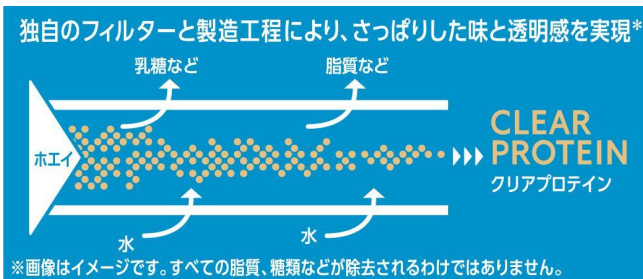 独自のフィルターと製造工程により、さっぱりした味と透明感を実現*
乳糖など
脂質など
ホエイ
CLEAR
PROTEIN
クリアプロテイン
水
水
※画像はイメージです。すべての脂質、糖類などが除去されるわけではありません。